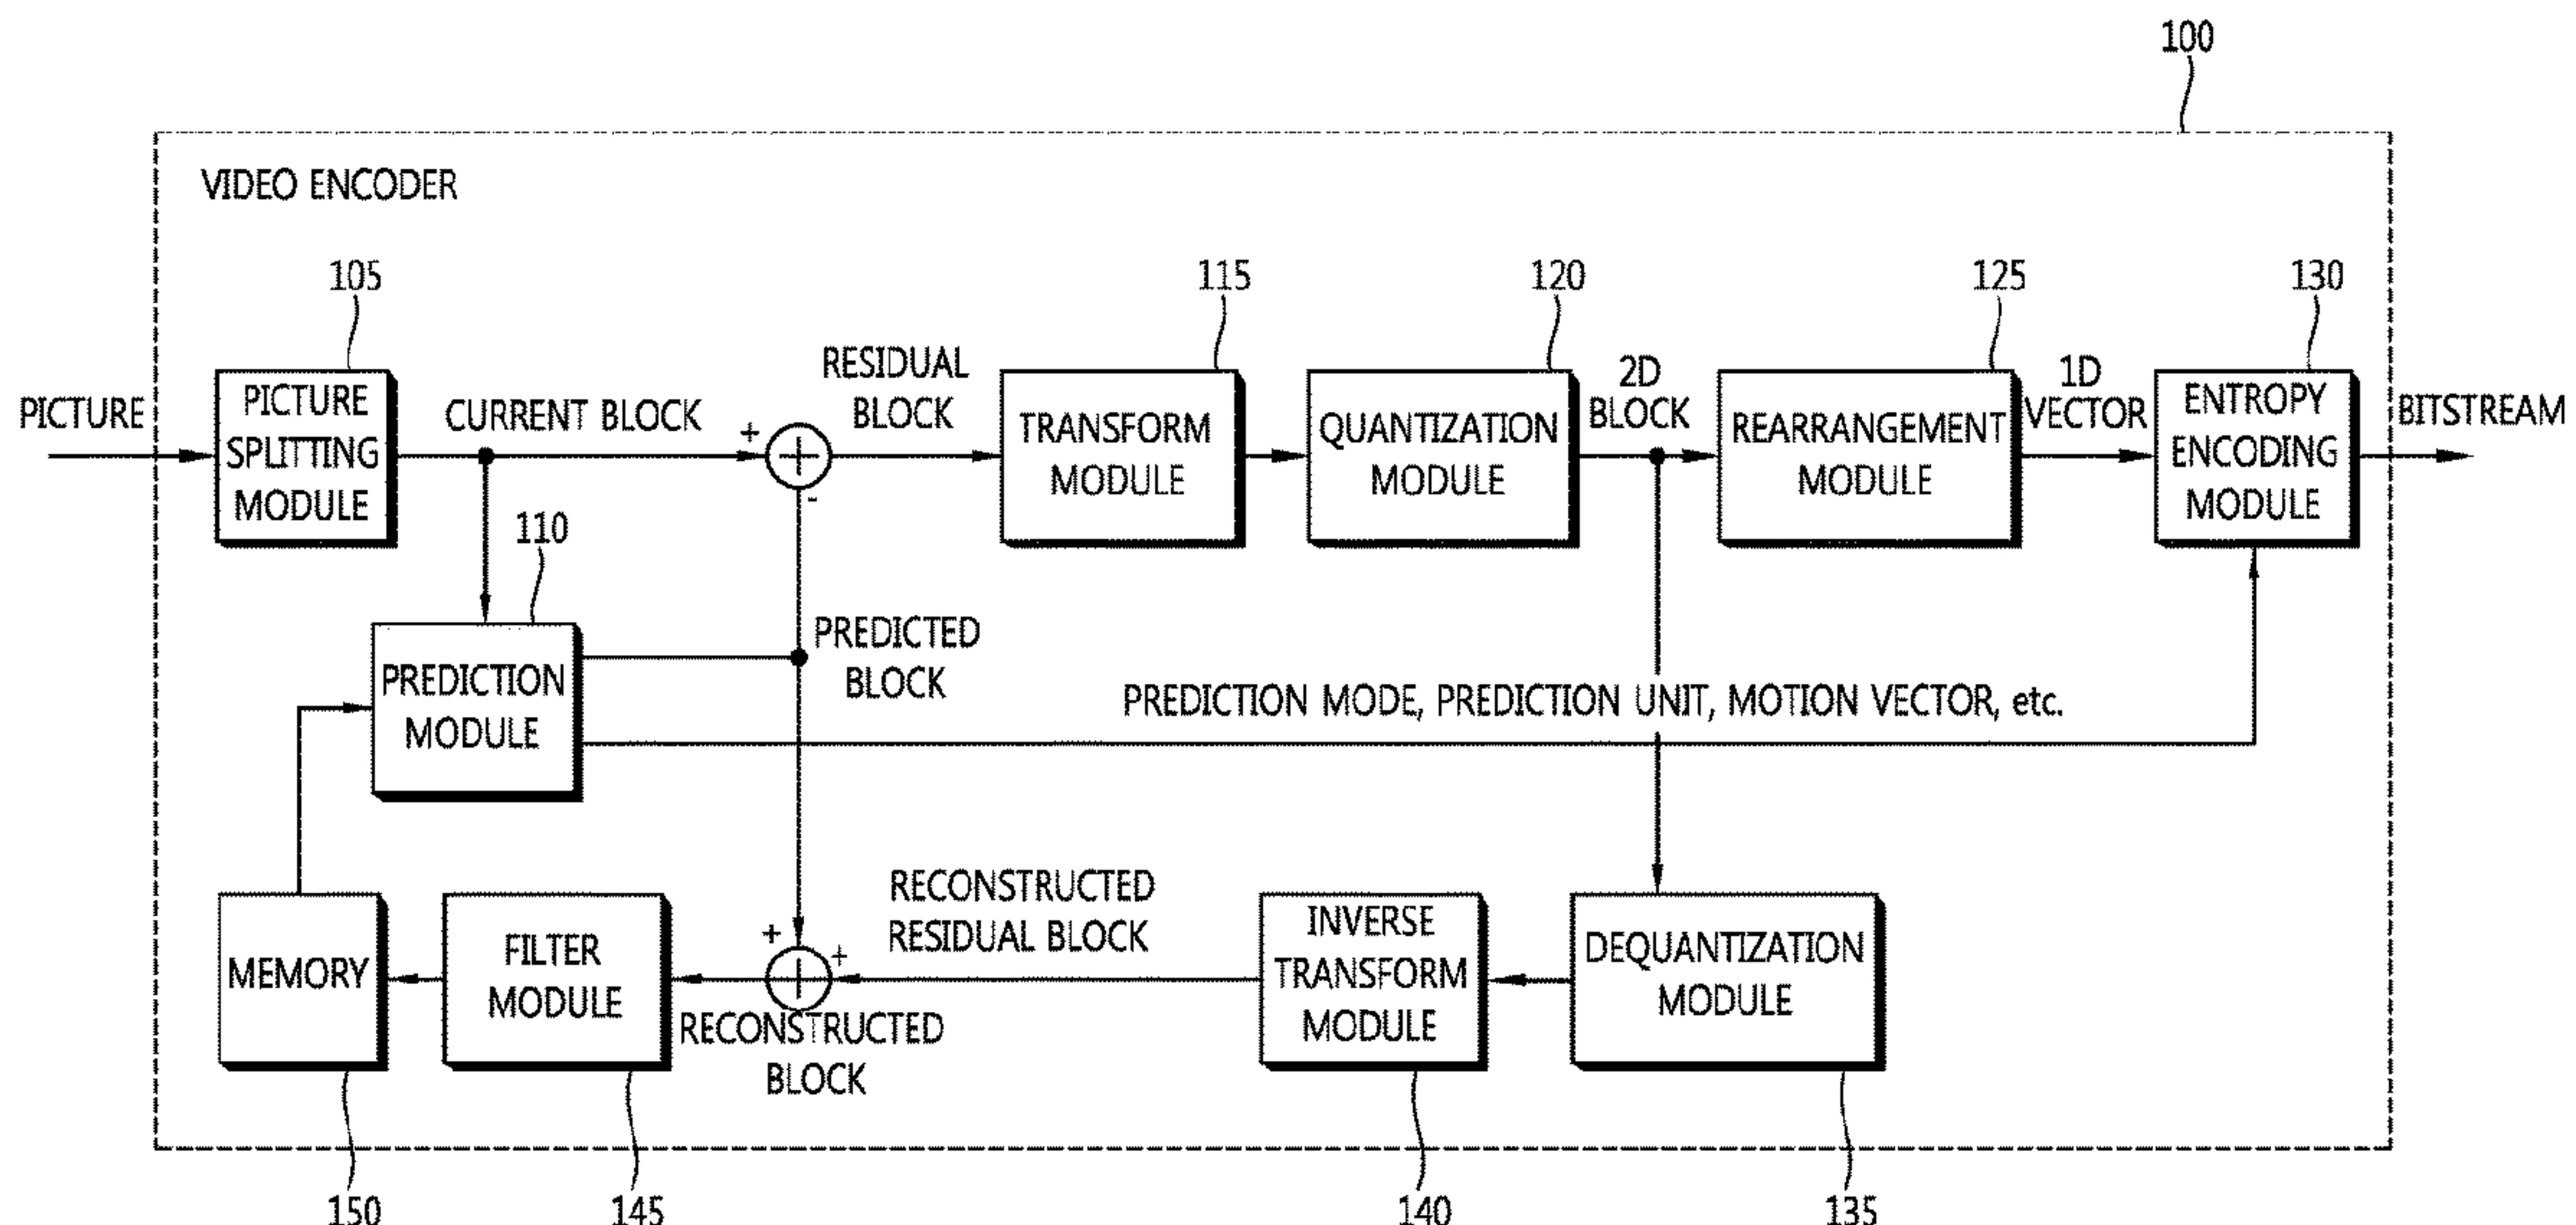 100
VIDEO ENCODER
105
115
120
125
130
PICTURE
PICTURE
SPLITTING
MODULE
CURRENT BLOCK
+
-
RESIDUAL
BLOCK
TRANSFORM
MODULE
QUANTIZATION
MODULE
2D
BLOCK
REARRANGEMENT
MODULE
1D
VECTOR
ENTROPY
ENCODING
MODULE
BITSTREAM
110
PREDICTION
MODULE
PREDICTED
BLOCK
PREDICTION MODE, PREDICTION UNIT, MOTION VECTOR, etc.
MEMORY
FILTER
MODULE
+
+
RECONSTRUCTED
BLOCK
RECONSTRUCTED
RESIDUAL BLOCK
INVERSE
TRANSFORM
MODULE
DEQUANTIZATION
MODULE
150
145
140
135